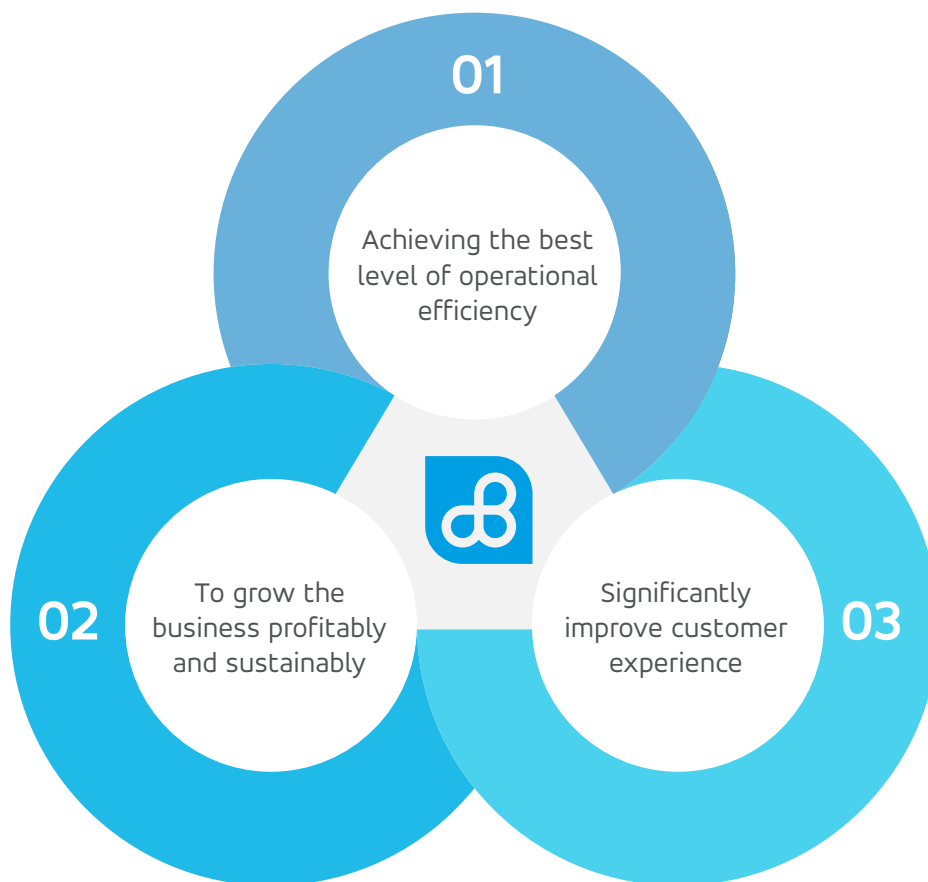 01
Achieving the best
level of operational
efficiency
02
To grow the
business profitably
and sustainably
Significantly
improve customer
experience
03